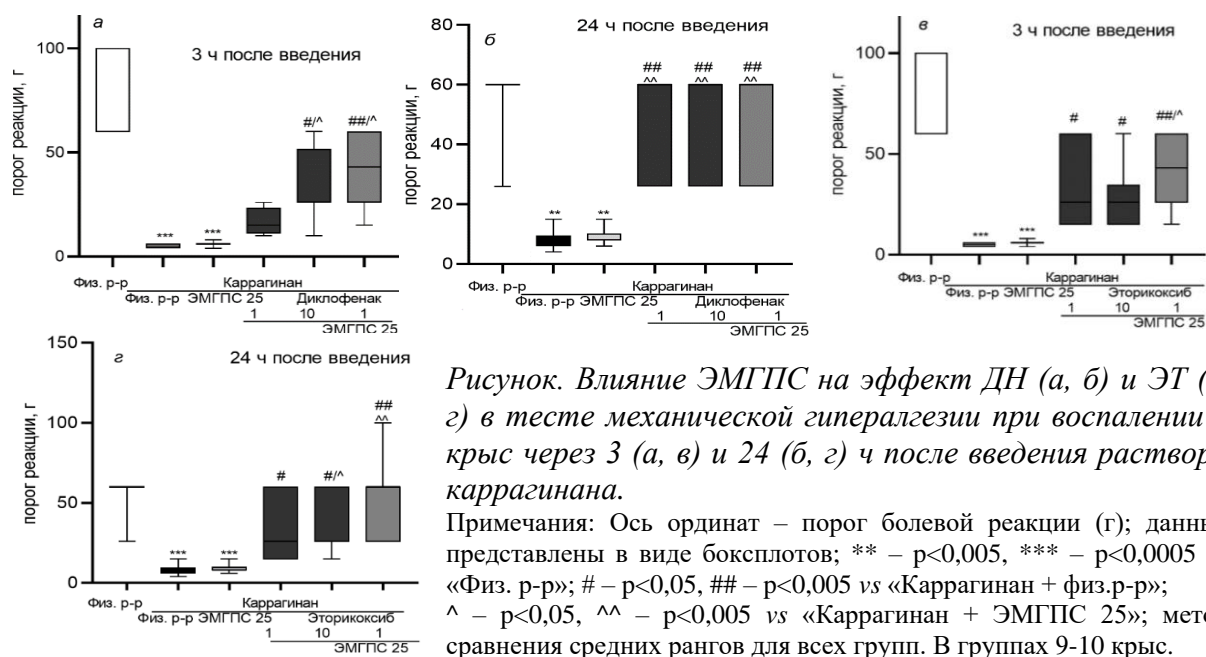 а
3 ч после введения
порог реакции, г
100
50
0
***
***
#/^
##/^
Физ. р-р
Каррагинан
Физ. р-р ЭМГПС 25
Диклофенак
1 10 1
ЭМГПС 25
б
24 ч после введения
порог реакции, г
80
60
40
20
0
**
**
## ## ##
^^ ^^ ^^
Физ. р-р
Каррагинан
Физ. р-р ЭМГПС 25
Диклофенак
1 10 1
ЭМГПС 25
в
3 ч после введения
порог реакции, г
100
50
0
***
***
#
#
##/^
Физ. р-р
Каррагинан
Физ. р-р ЭМГПС 25
Эторикоксиб
1 10 1
ЭМГПС 25
г
24 ч после введения
порог реакции, г
150
100
50
0
***
***
#
#/^
##
^^
Физ. р-р
Каррагинан
Физ. р-р ЭМГПС 25
Эторикоксиб
1 10 1
ЭМГПС 25
Рисунок. Влияние ЭМГПС на эффект ДН (а, б) и ЭТ (
г) в тесте механической гипералгезии при воспалении
крыс через 3 (а, в) и 24 (б, г) ч после введения раствор
каррагинана.
Примечания: Ось ординат – порог болевой реакции (г); данны
представлены в виде боксплотов; ** – p<0,005, *** – p<0,0005
«Физ. р-р»; # – p<0,05, ## – p<0,005 vs «Каррагинан + физ.р-р»;
^ – p<0,05, ^^ – p<0,005 vs «Каррагинан + ЭМГПС 25»; мето
сравнения средних рангов для всех групп. В группах 9-10 крыс.